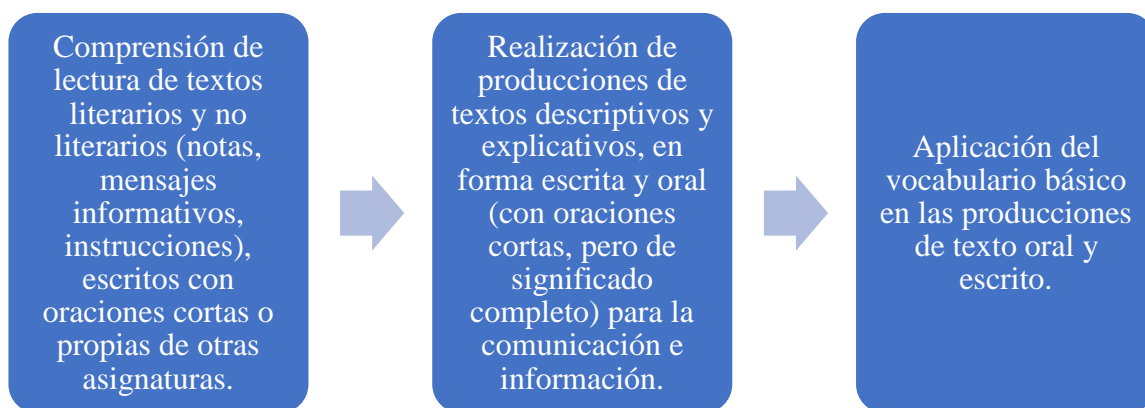 Comprensión de
lectura de textos
literarios y no
literarios (notas,
mensajes
informativos,
instrucciones),
escritos con
oraciones cortas o
propias de otras
asignaturas.
Realización de
producciones de
textos descriptivos y
explicativos, en
forma escrita y oral
(con oraciones
cortas, pero de
significado
completo) para la
comunicación e
información.
Aplicación del
vocabulario básico
en las producciones
de texto oral y
escrito.